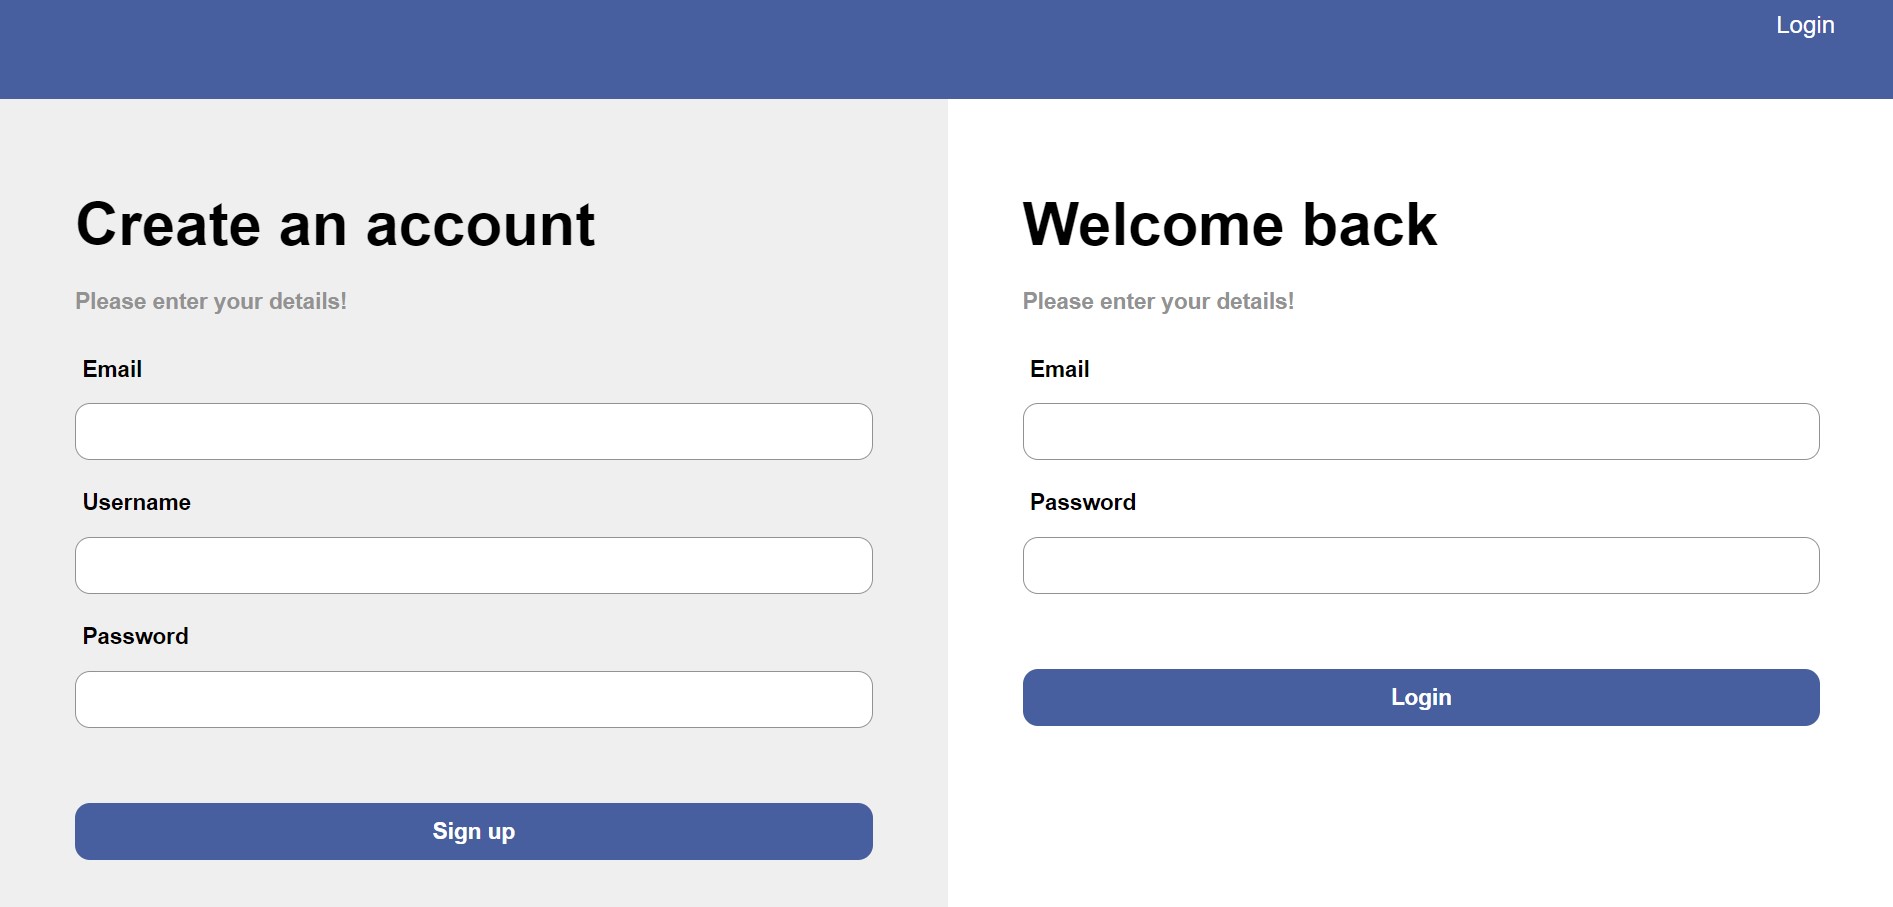 Login
Create an account
Please enter your details!
Email
Username
Password
Sign up
Welcome back
Please enter your details!
Email
Password
Login